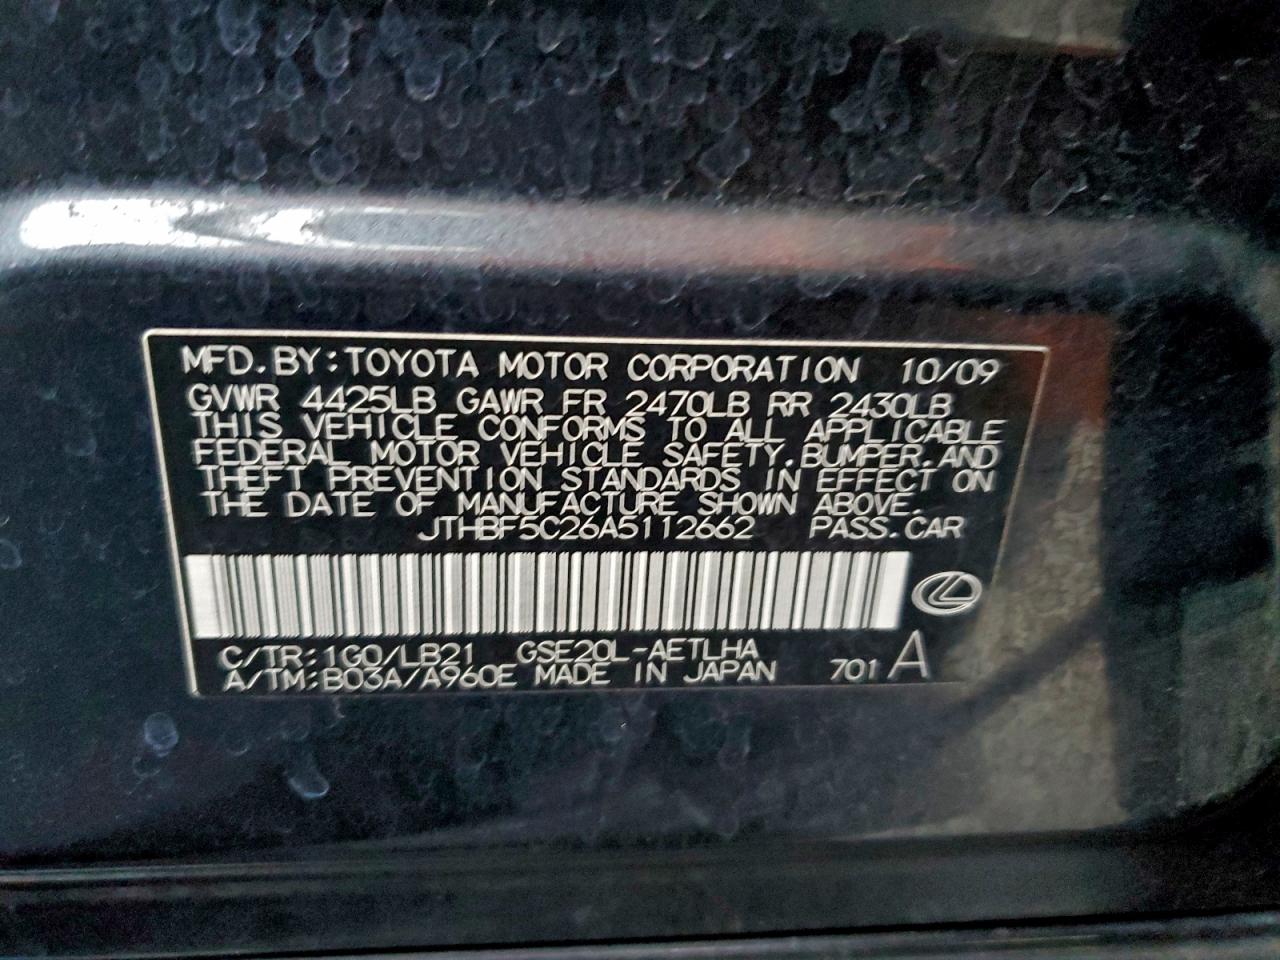 MFD. BY: TOYOTA MOTOR CORPORATION 10/09
GVWR 4425LB GAWR FR 2470LB RR 2430LB
THIS VEHICLE CONFORMS TO ALL APPLICABLE
FEDERAL MOTOR VEHICLE SAFETY, BUMPER, AND
THEFT PREVENTION STANDARDS IN EFFECT ON
THE DATE OF MANUFACTURE SHOWN ABOVE.
JTHBF5C26A5112662 PASS. CAR
C/TR: 1G0/LB21 GSE20L-AETLHA
A/TM: B03A/A960E MADE IN JAPAN 701 A